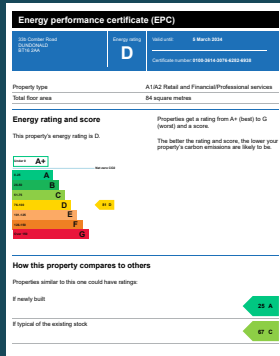 Energy performance certificate (EPC)
DUNDONALD
Energy rating
D
Valid until: 5 March 2034
Certificate number:
Property type A1/A2 Retail and Financial/Professional services
Total floor area 84 square metres
Energy rating and score
This property's energy rating is D.
Properties get a rating from A+ (best) to G
(worst) and a score.
The better the rating and score, the lower your
property's carbon emissions are likely to be.
A+
A
B
C
D
E
F
G
How this property compares to others
Properties similar to this one could have ratings:
If newly built
25 A
If typical of the existing stock
67 C